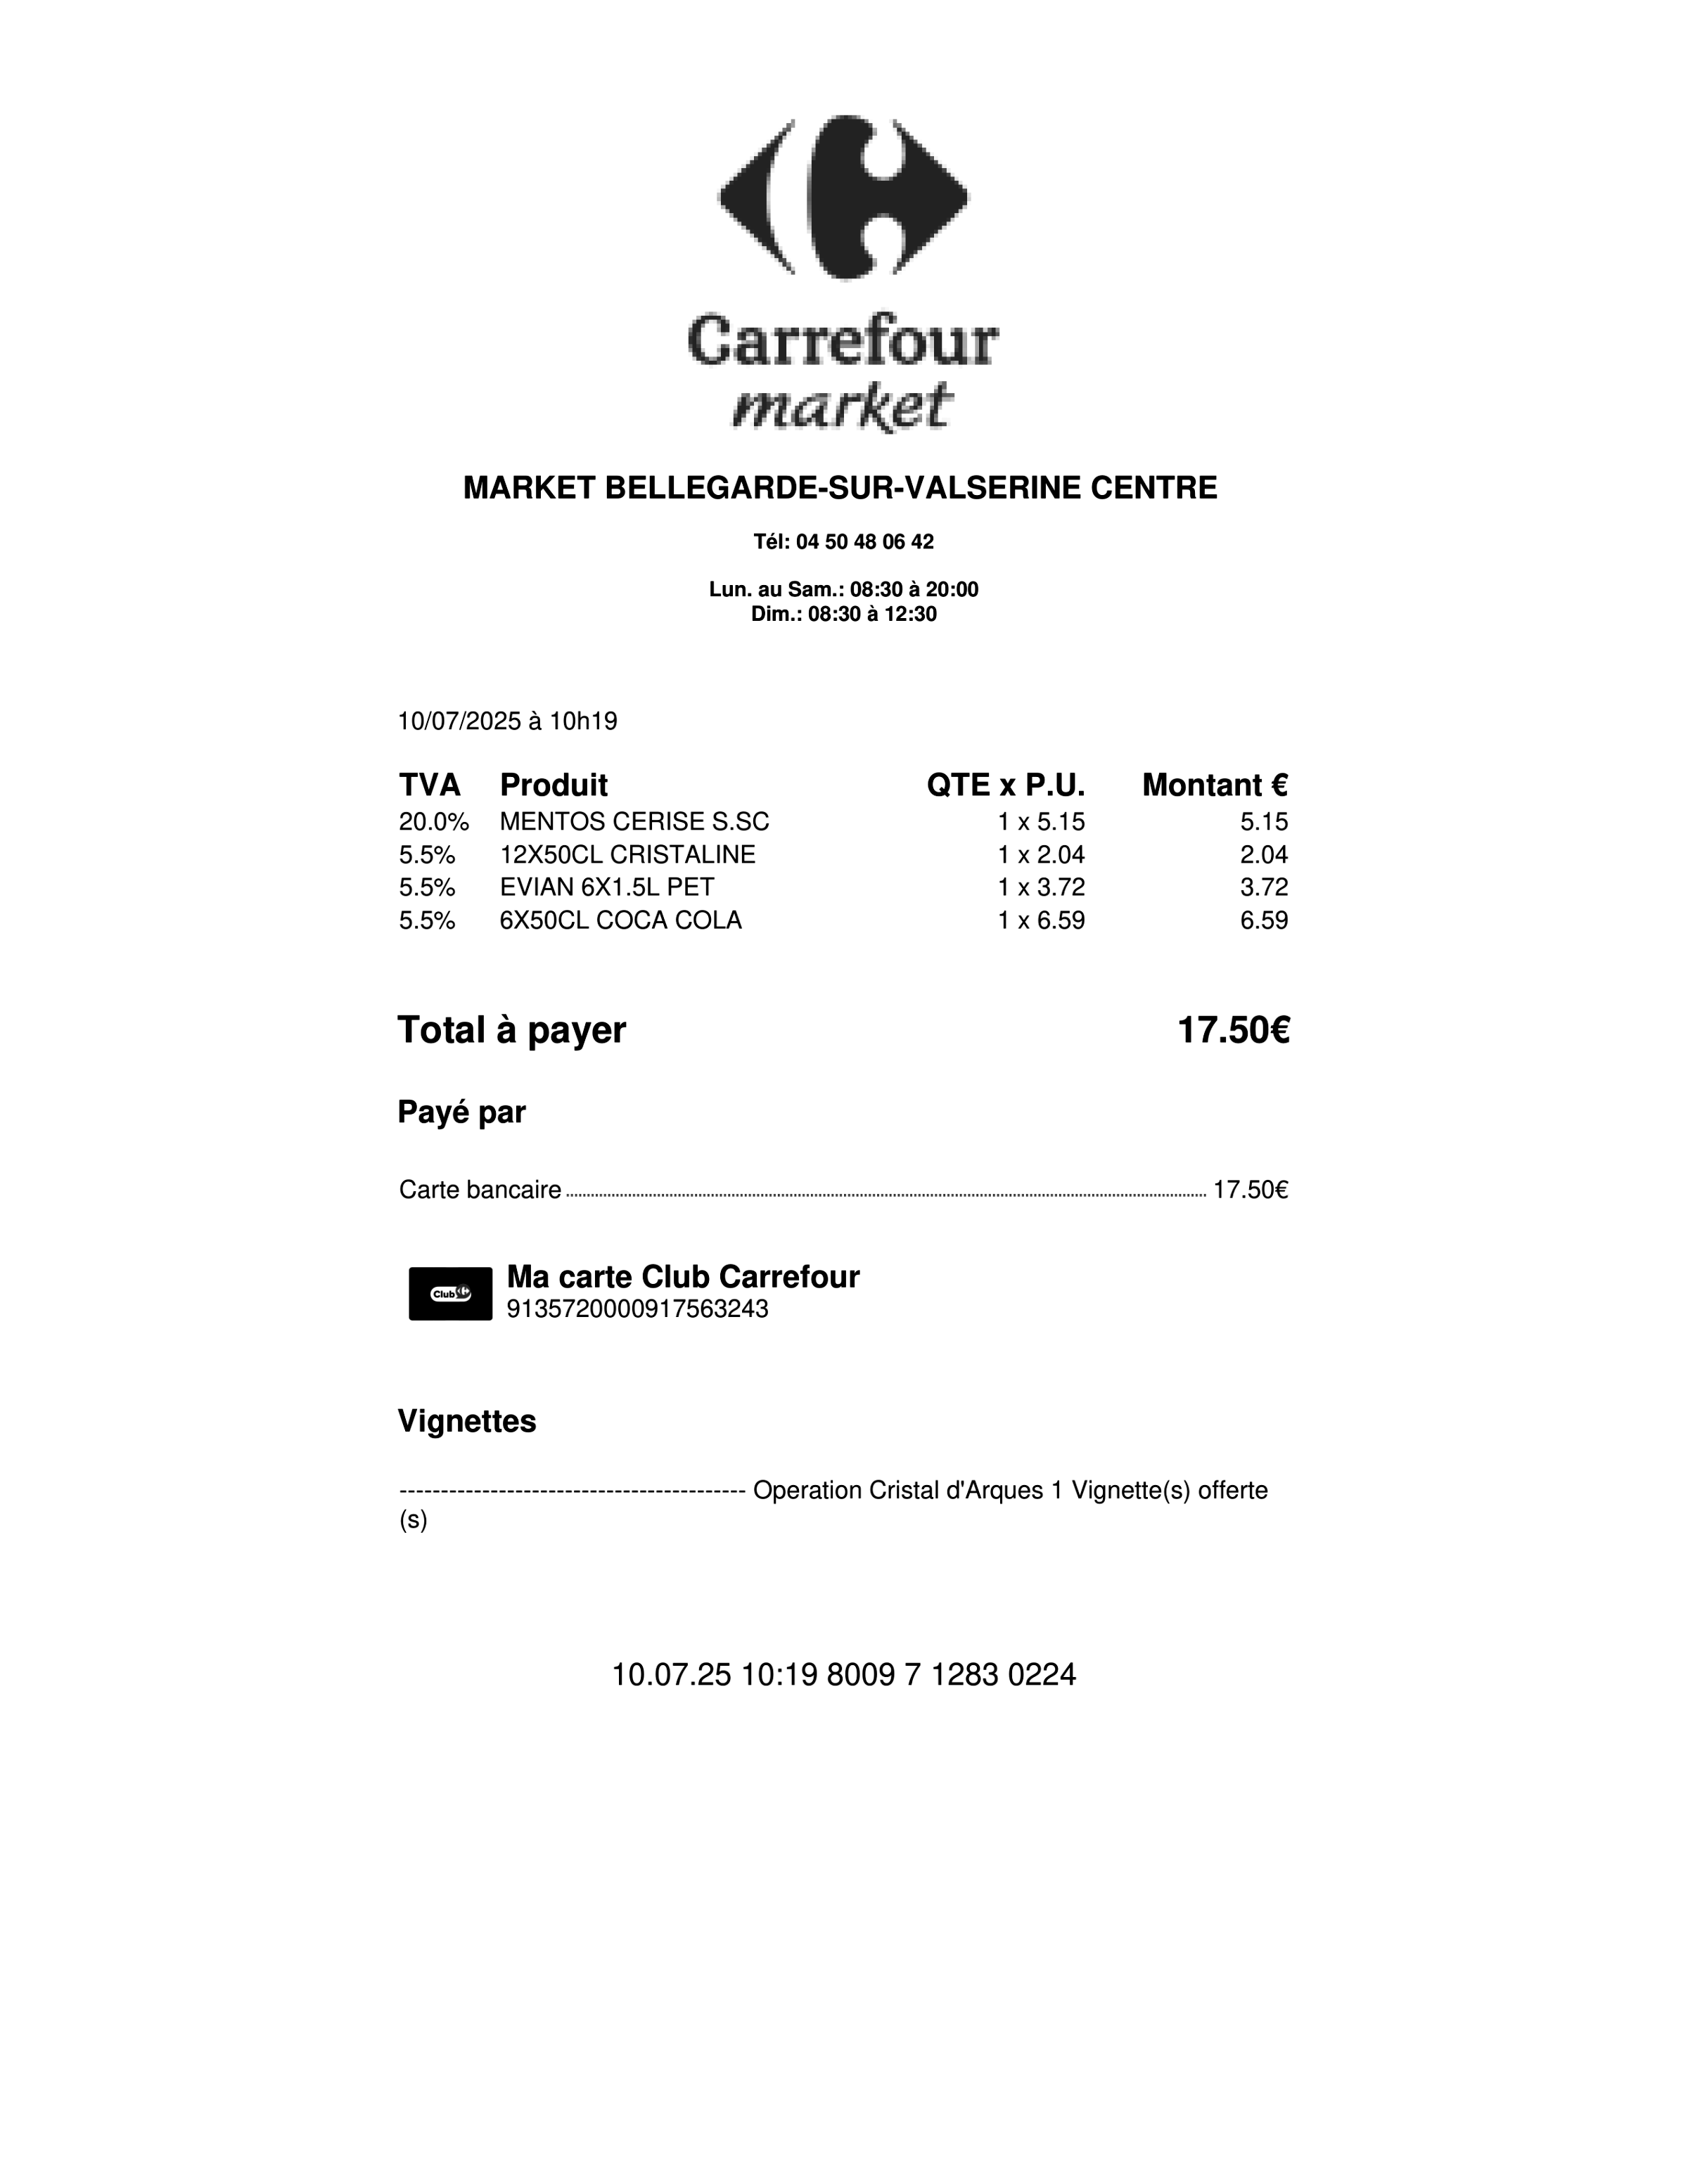 Carrefour
market
MARKET BELLEGARDE-SUR-VALSERINE CENTRE
Tél: 04 50 48 06 42
Lun. au Sam.: 08:30 à 20:00
Dim.: 08:30 à 12:30
10/07/2025 à 10h19
TVA Produit QTE x P.U. Montant €
20.0% MENTOS CERISE S.SC 1 x 5.15 5.15
5.5% 12X50CL CRISTALINE 1 x 2.04 2.04
5.5% EVIAN 6X1.5L PET 1 x 3.72 3.72
5.5% 6X50CL COCA COLA 1 x 6.59 6.59
Total à payer 17.50€
Payé par
Carte bancaire 17.50€
Club
Ma carte Club Carrefour
9135720000917563243
Vignettes
------------------------------------------ Operation Cristal d'Arques 1 Vignette(s) offerte
(s)
10.07.25 10:19 8009 7 1283 0224